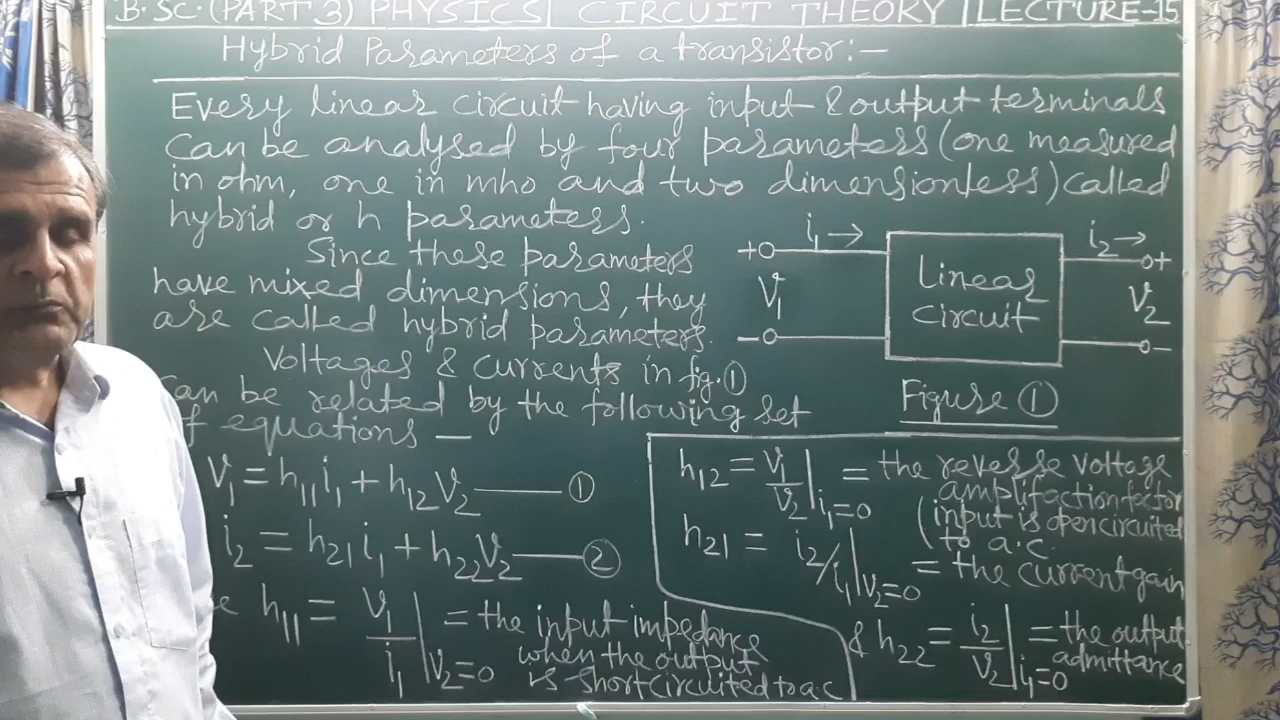 B.SC.(PART 3) PHYSICS| CIRCUIT THEORY |LECTURE-15
Hybrid Parameters of a transistor:-
Every linear circuit having input & output terminals
can be analysed by four parameters (one measured
in ohm, one in mho and two dimensionless) called
hybrid or h parameters.
Since these parameters
have mixed dimensions, they
are called hybrid parameters.
Voltages & currents in fig. ①
can be related by the following set
of equations —
V₁ = h₁₁i₁ + h₁₂V₂ —— ①
i₂ = h₂₁i₁ + h₂₂V₂ —— ②
h₁₁ = V₁/i₁ |V₂=0 = the input impedance
when the output
is short circuited to a.c
i₁ →
i₂ →
+
+
V₁
Linear
circuit
V₂
−
−
Figure ①
h₁₂ = V₁/V₂ |i₁=0 = the reverse voltage
amplifaction factor
(input is opencircuited
to a.c.
h₂₁ = i₂/i₁ |V₂=0 = the current gain
& h₂₂ = i₂/V₂ |i₁=0 = the output
admittance